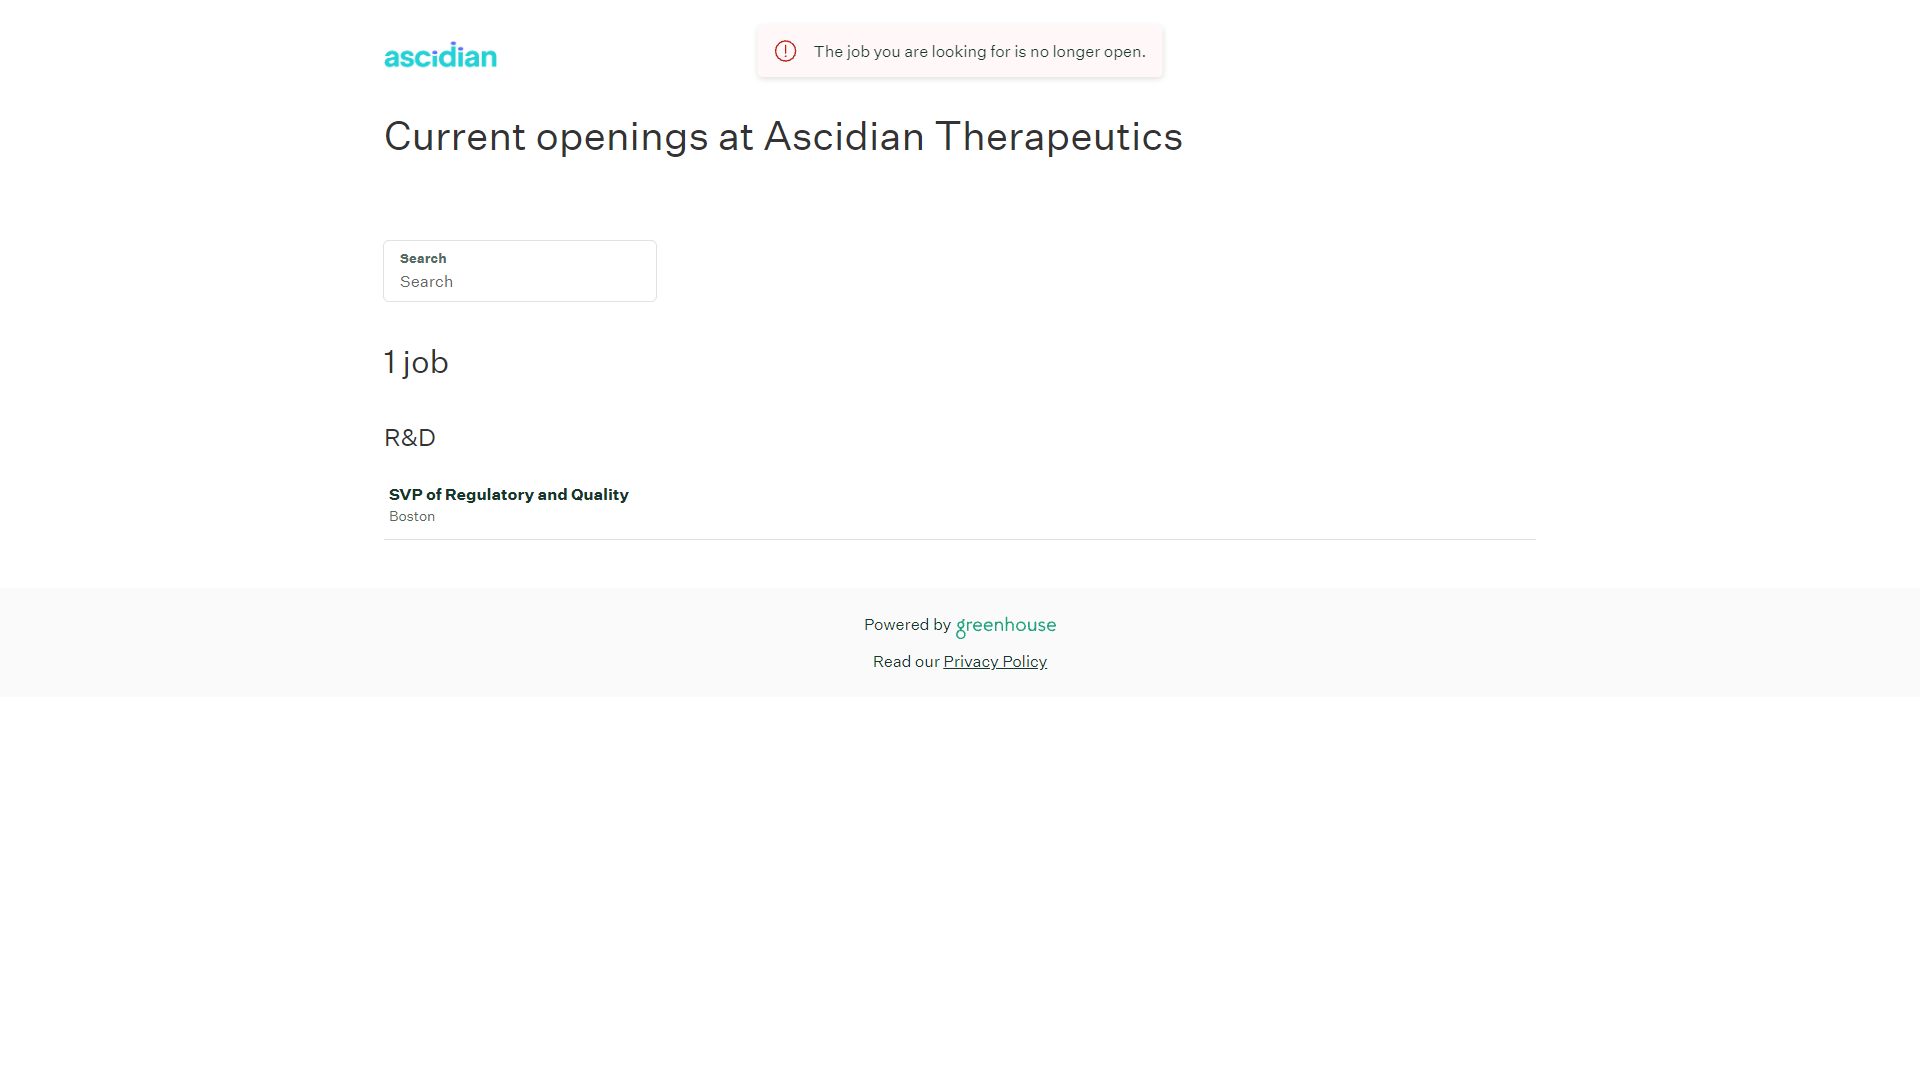 ascidian
The job you are looking for is no longer open.
Current openings at Ascidian Therapeutics
Search
Search
1 job
R&D
SVP of Regulatory and Quality
Boston
Powered by greenhouse
Read our Privacy Policy